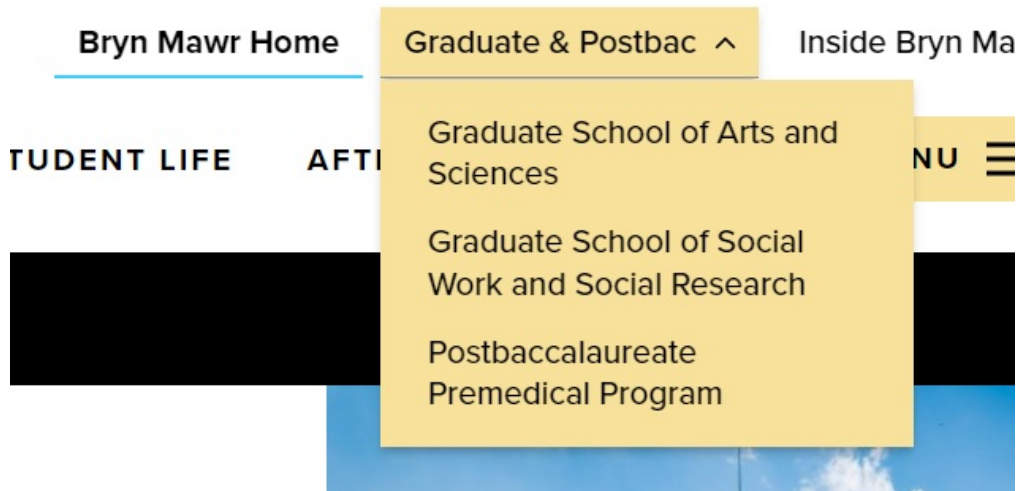 Bryn Mawr Home Graduate & Postbac Inside Bryn Ma
TUDENT LIFE AFT NU
Graduate School of Arts and
Sciences
Graduate School of Social
Work and Social Research
Postbaccalaureate
Premedical Program